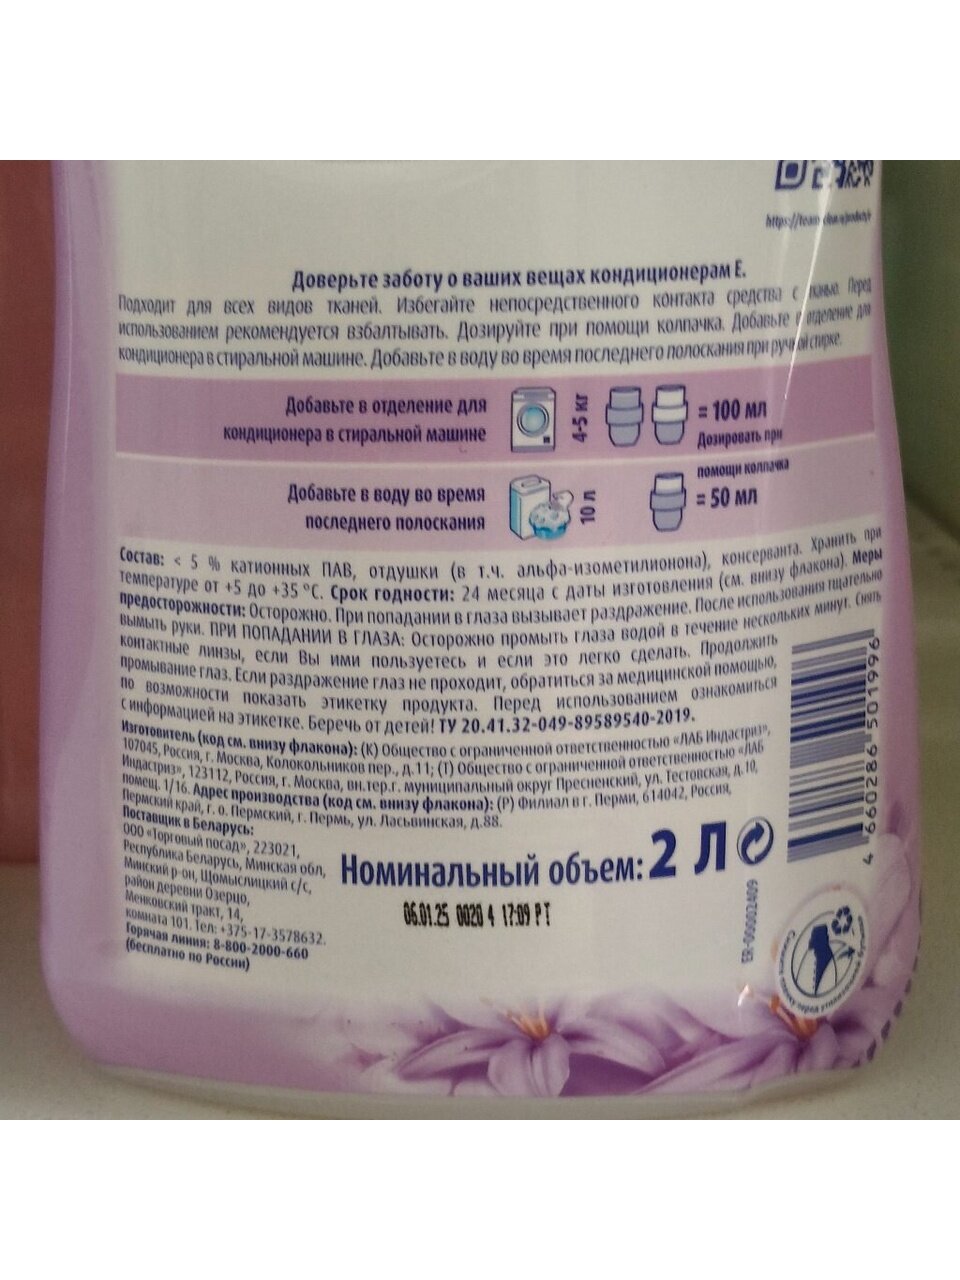 Доверьте заботу о ваших вещах кондиционерам Е.
Подходит для всех видов тканей. Избегайте непосредственного контакта средства с тканью. Перед
использованием рекомендуется взбалтывать. Дозируйте при помощи колпачка. Добавьте в отделение для
кондиционера в стиральной машине. Добавьте в воду во время последнего полоскания при ручной стирке.
Добавьте в отделение для
кондиционера в стиральной машине
4-5 кг
= 100 мл
Дозировать при
помощи колпачка
Добавьте в воду во время
последнего полоскания
10 л
= 50 мл
Состав: < 5 % катионных ПАВ, отдушки (в т.ч. альфа-изометилионона), консерванта. Хранить при
температуре от +5 до +35 °С. Срок годности: 24 месяца с даты изготовления (см. внизу флакона). Меры
предосторожности: Осторожно. При попадании в глаза вызывает раздражение. После использования тщательно
вымыть руки. ПРИ ПОПАДАНИИ В ГЛАЗА: Осторожно промыть глаза водой в течение нескольких минут. Снять
контактные линзы, если Вы ими пользуетесь и если это легко сделать. Продолжить
промывание глаз. Если раздражение глаз не проходит, обратиться за медицинской помощью,
по возможности показать этикетку продукта. Перед использованием ознакомиться
с информацией на этикетке. Беречь от детей! ТУ 20.41.32-049-89589540-2019.
Изготовитель (код см. внизу флакона): (К) Общество с ограниченной ответственностью «ЛАБ Индастриз»,
107045, Россия, г. Москва, Колокольников пер., д.11; (Т) Общество с ограниченной ответственностью «ЛАБ
Индастриз», 123112, Россия, г. Москва, вн.тер.г. муниципальный округ Пресненский, ул. Тестовская, д.10,
помещ. 1/16. Адрес производства (код см. внизу флакона): (Р) Филиал в г. Перми, 614042, Россия,
Пермский край, г. о. Пермский, г. Пермь, ул. Ласьвинская, д.88.
Поставщик в Беларусь:
ООО «Торговый посад», 223021,
Республика Беларусь, Минская обл,
Минский р-он, Щомыслицкий с/с,
район деревни Озерцо,
Менковский тракт, 14,
комната 101. Тел: +375-17-3578632.
Горячая линия: 8-800-2000-660
(бесплатно по России)
Номинальный объем: 2 Л
06.01.25 0020 4 17:09 PT
ER-00002409
4 660286 501996